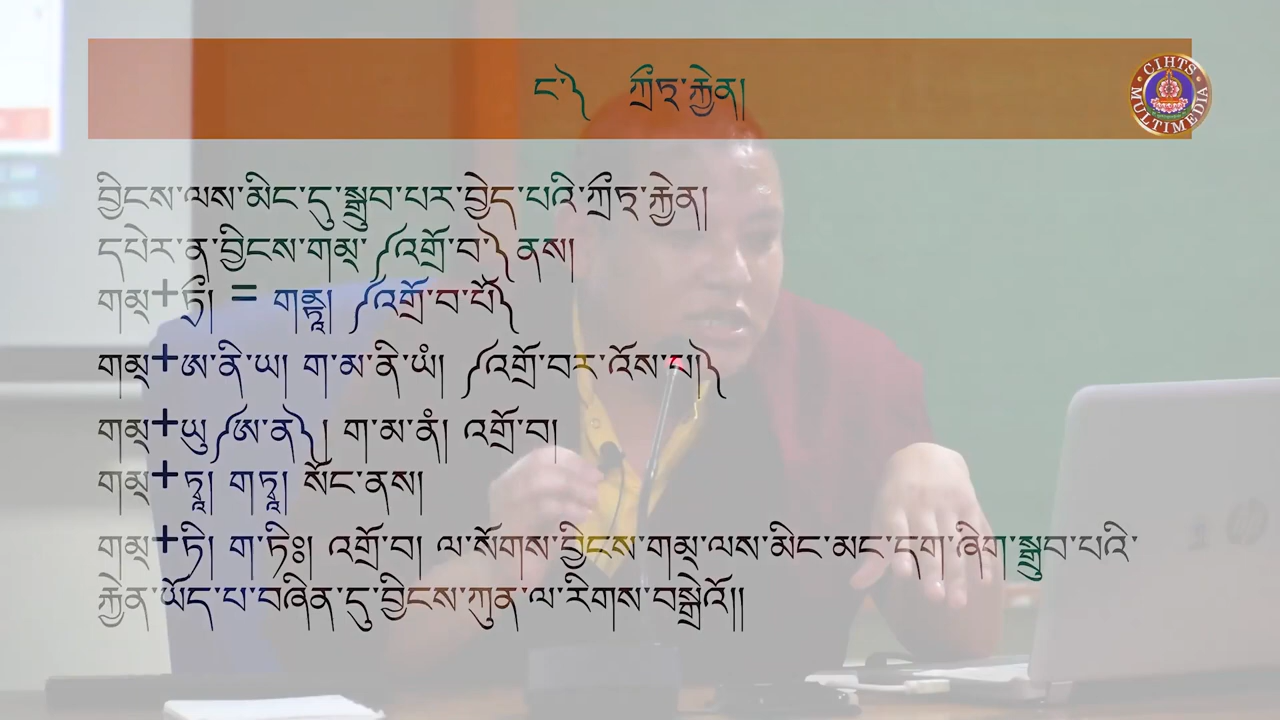 ང་༽ ཀྲྀཏ྄་རྐྱེན།
CIHTS MULTIMEDIA
བྱིངས་ལས་མིང་དུ་སྒྲུབ་པར་བྱེད་པའི་ཀྲྀཏ྄་རྐྱེན།
དཔེར་ན་བྱིངས་གམ྄་༼འགྲོ་བ་༽ནས།
གམ྄+ཏྲྀ། = གནྟཱ། ༼འགྲོ་བ་པོ༽
གམ྄+ཨ་ནི་ཡ། ག་མ་ནི་ཡཾ། ༼འགྲོ་བར་འོས་པ།༽
གམ྄+ཡུ༼ཨ་ན༽། ག་མ་ནཾ། འགྲོ་བ།
གམ྄+ཏྭཱ། གཏྭཱ། སོང་ནས།
གམ྄+ཏི། ག་ཏིཿ། འགྲོ་བ། ལ་སོགས་བྱིངས་གམ྄་ལས་མིང་མང་དག་ཞིག་སྒྲུབ་པའི་
རྐྱེན་ཡོད་པ་བཞིན་དུ་བྱིངས་ཀུན་ལ་རིགས་བསྒྲེའོ།།